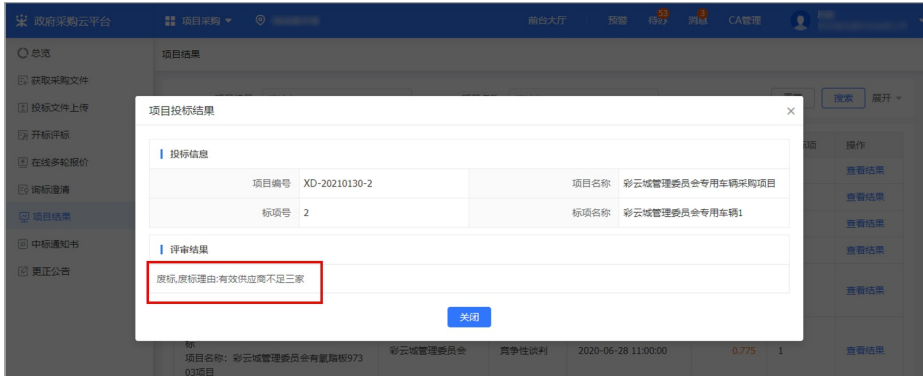 政府采购云平台
项目采购
前台大厅
预警
待办
53
消息
3
CA管理
总览
获取采购文件
投标文件上传
开标评标
在线多轮报价
询标澄清
项目结果
中标通知书
更正公告
项目结果
搜索
展开
操作
查看结果
查看结果
查看结果
查看结果
查看结果
项目投标结果
投标信息
项目编号 XD-20210130-2 项目名称 彩云城管理委员会专用车辆采购项目
标项号 2 标项名称 彩云城管理委员会专用车辆1
评审结果
废标,废标理由:有效供应商不足三家
关闭
标
项目名称：彩云城管理委员会有氩踹板973
03项目
彩云城管理委员会 竞争性谈判 2020-06-28 11:00:00 0.775 1 查看结果